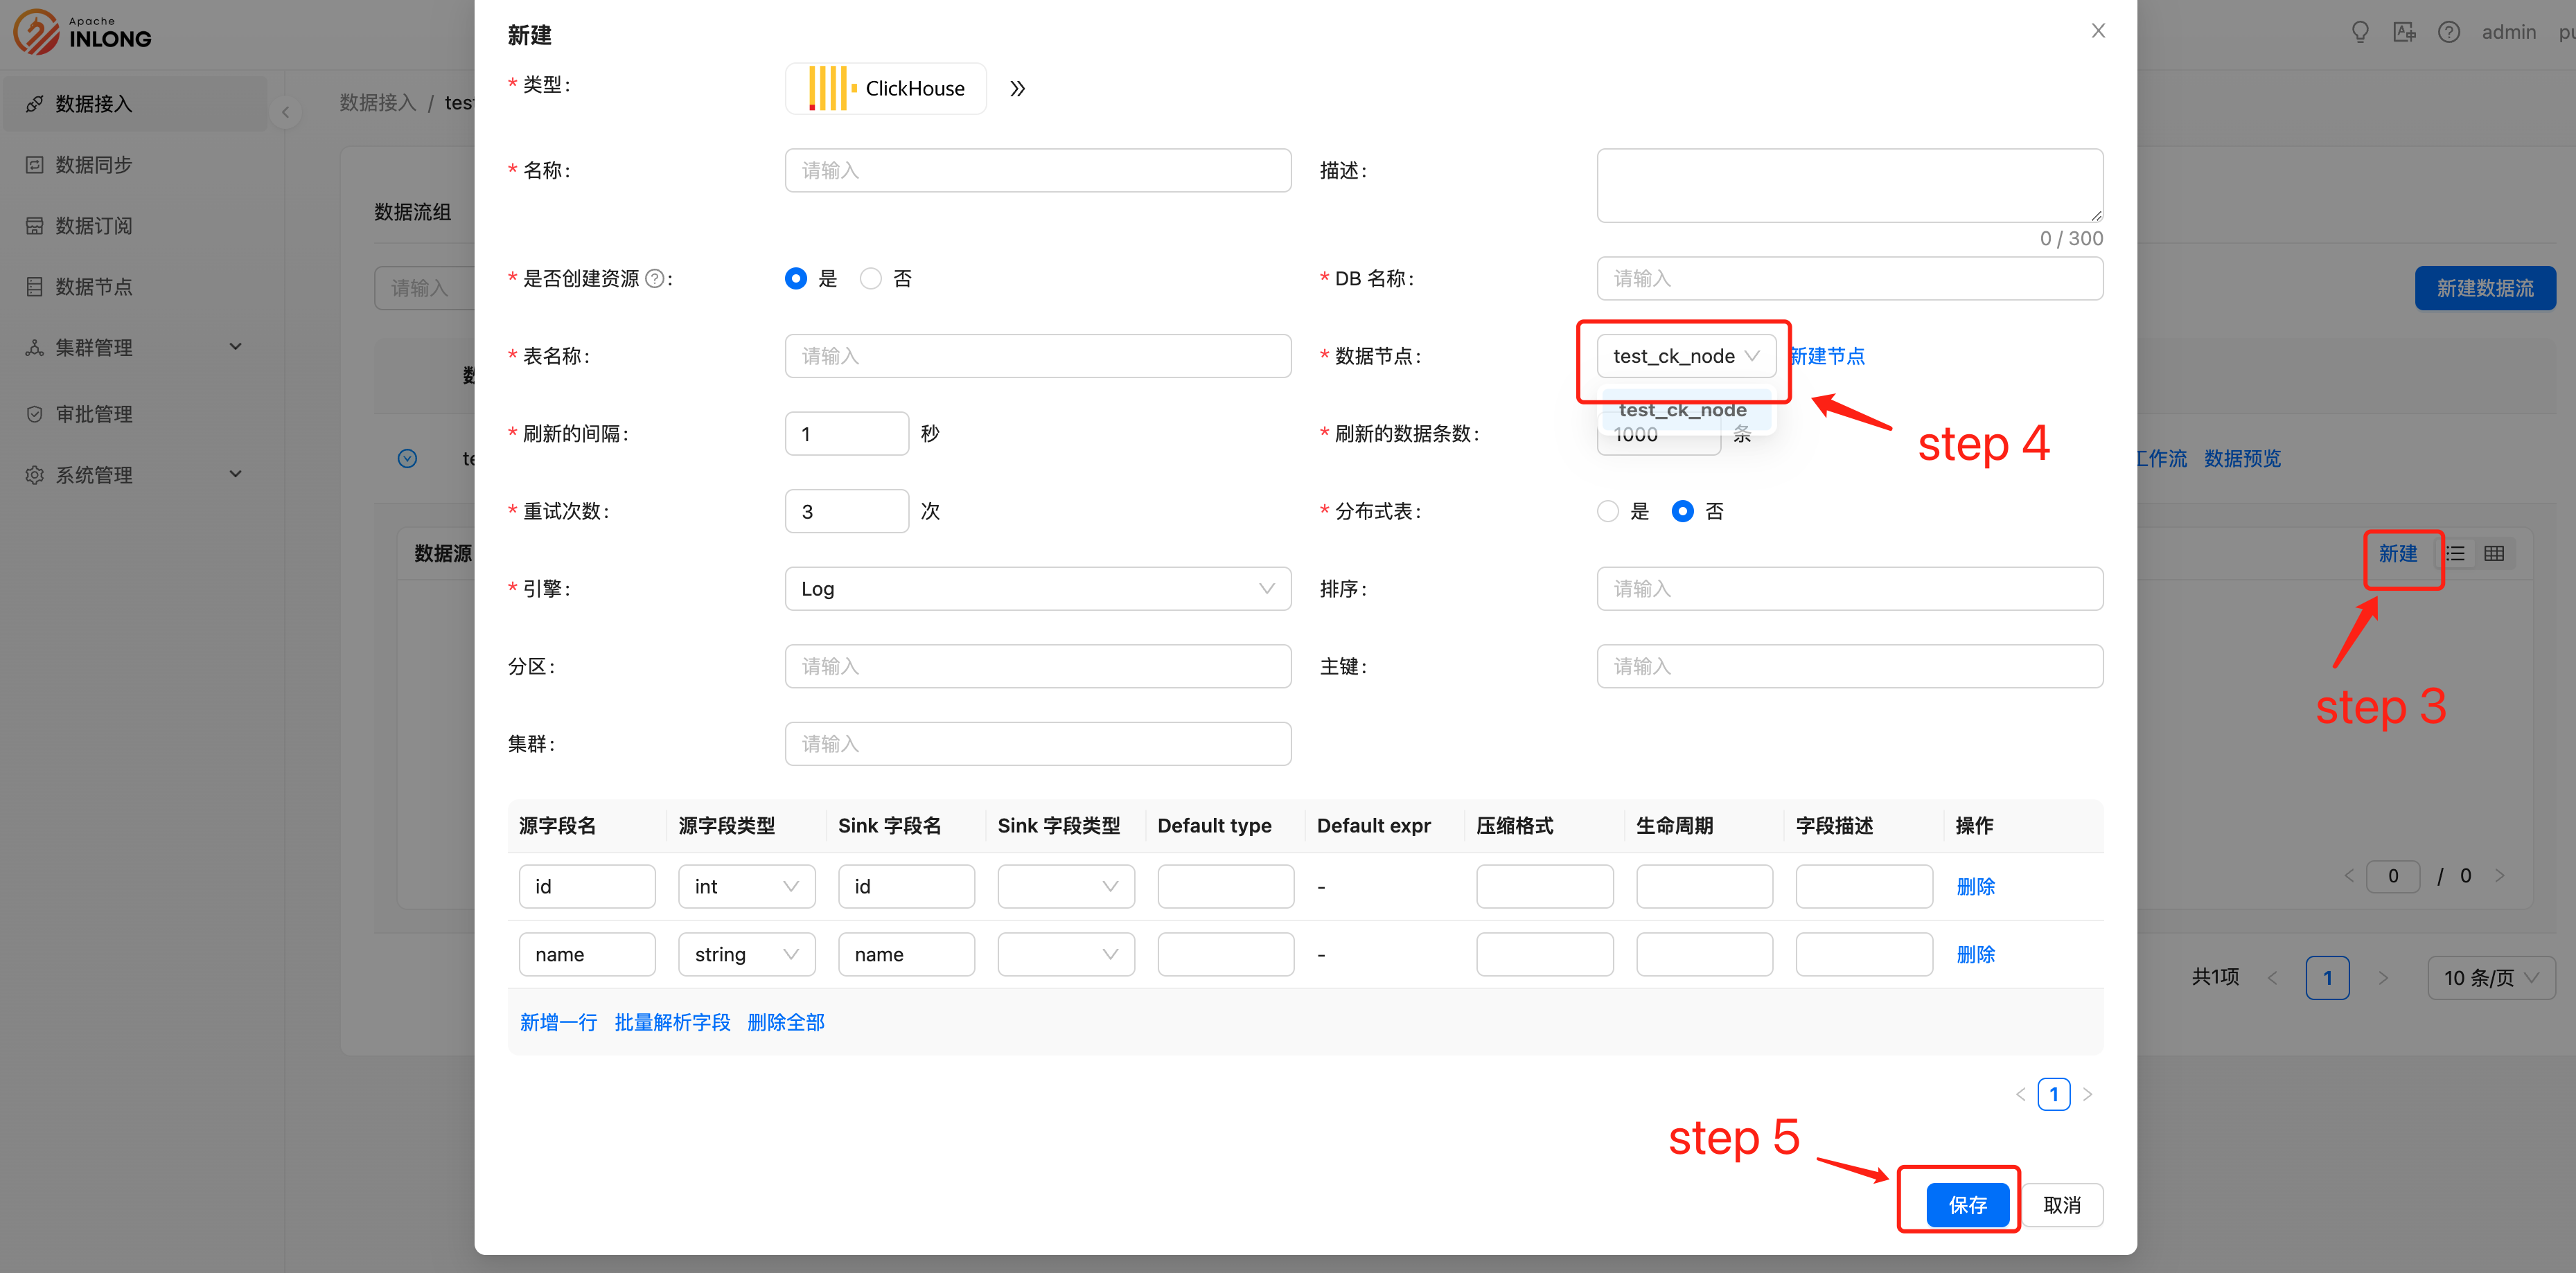 Apache
INLONG
admin
数据接入
数据同步
数据订阅
数据节点
集群管理
审批管理
系统管理
数据接入 /
数据流组
请输入
新建数据流
工作流 数据预览
数据源
新建
step 3
0 / 0
共1项 1 10 条/页
新建
* 类型: ClickHouse
* 名称: 请输入
描述:
0 / 300
* 是否创建资源 ? : 是 否
* DB 名称: 请输入
* 表名称: 请输入
* 数据节点: test_ck_node 新建节点
test_ck_node
step 4
* 刷新的间隔: 1 秒
* 刷新的数据条数: 1000 条
* 重试次数: 3 次
* 分布式表: 是 否
* 引擎: Log
排序: 请输入
分区: 请输入
主键: 请输入
集群: 请输入
源字段名 源字段类型 Sink 字段名 Sink 字段类型 Default type Default expr 压缩格式 生命周期 字段描述 操作
id int id - 删除
name string name - 删除
新增一行 批量解析字段 删除全部
1
step 5
保存 取消